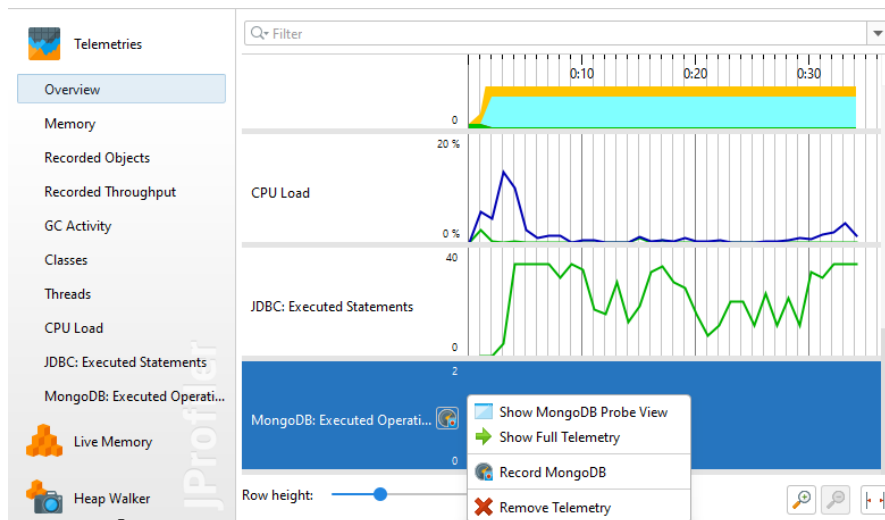 Telemetries
Overview
Memory
Recorded Objects
Recorded Throughput
GC Activity
Classes
Threads
CPU Load
JDBC: Executed Statements
MongoDB: Executed Operati...
Live Memory
Heap Walker
JProfiler
Filter
0:10 0:20 0:30
0
20 %
CPU Load
0 %
40
JDBC: Executed Statements
0
2
MongoDB: Executed Operati...
0
Show MongoDB Probe View
Show Full Telemetry
Record MongoDB
Remove Telemetry
Row height: